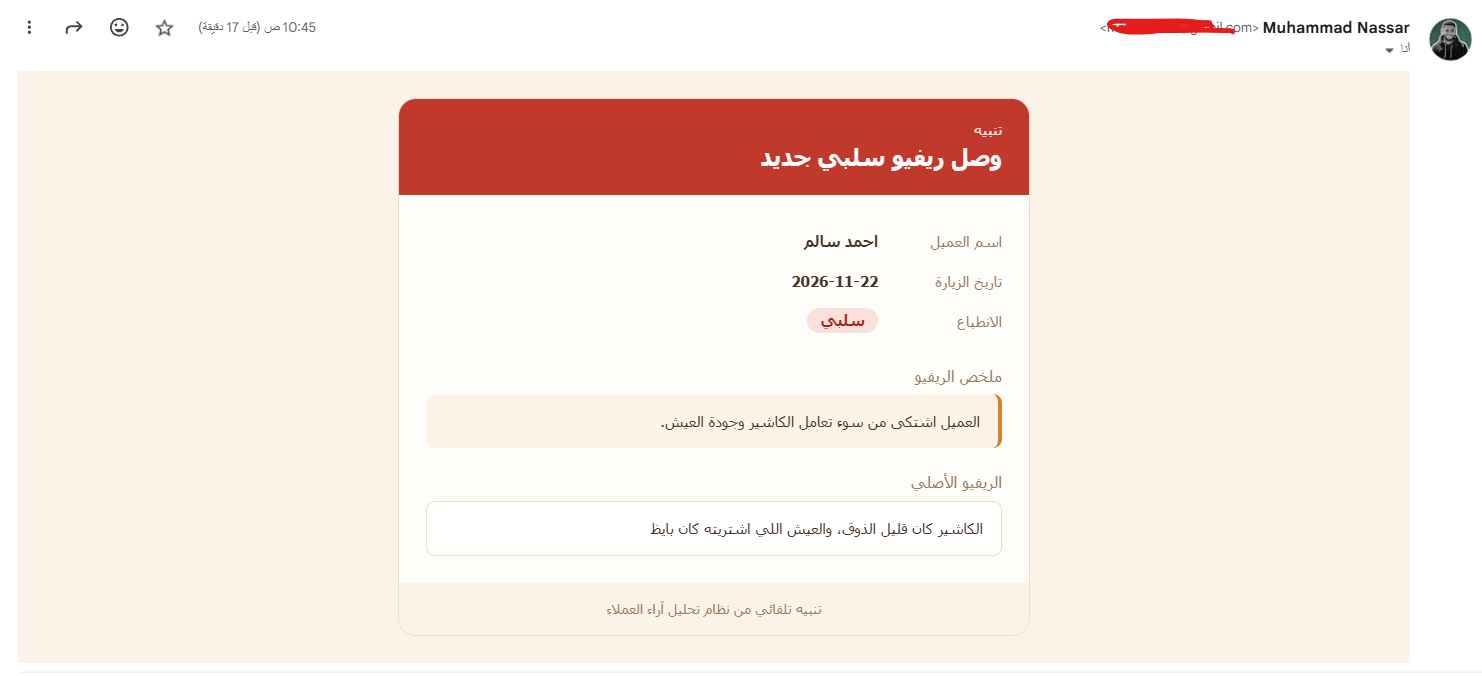 Muhammad Nassar
10:45 ص (قبل 17 دقيقة)
أنا
تنبيه
وصل ريفيو سلبي جديد
اسم العميل احمد سالم
تاريخ الزيارة 2026-11-22
الانطباع سلبي
ملخص الريفيو
العميل اشتكى من سوء تعامل الكاشير وجودة العيش.
الريفيو الأصلي
الكاشير كان قليل الذوق، والعيش اللي اشتريته كان بايظ
تنبيه تلقائي من نظام تحليل آراء العملاء